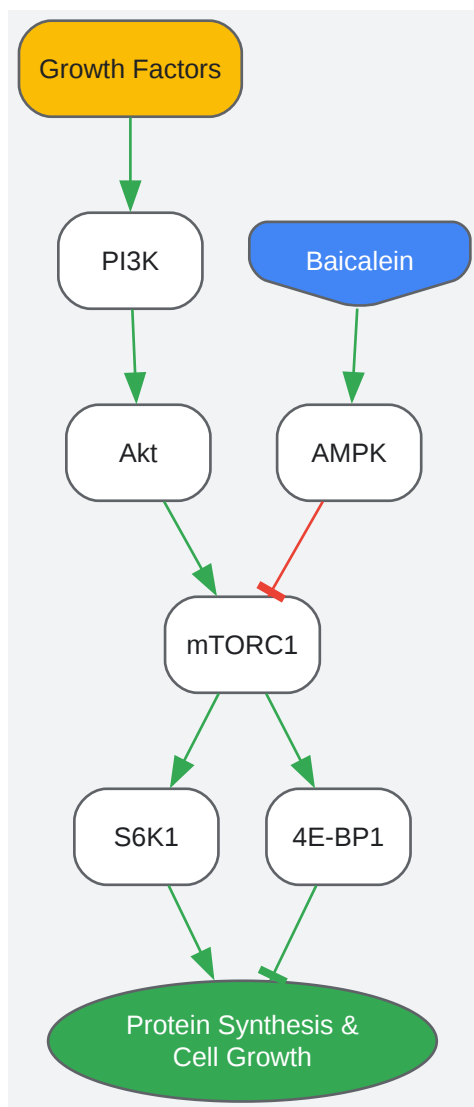 Growth Factors
PI3K
Baicalein
Akt
AMPK
mTORC1
S6K1
4E-BP1
Protein Synthesis &
Cell Growth